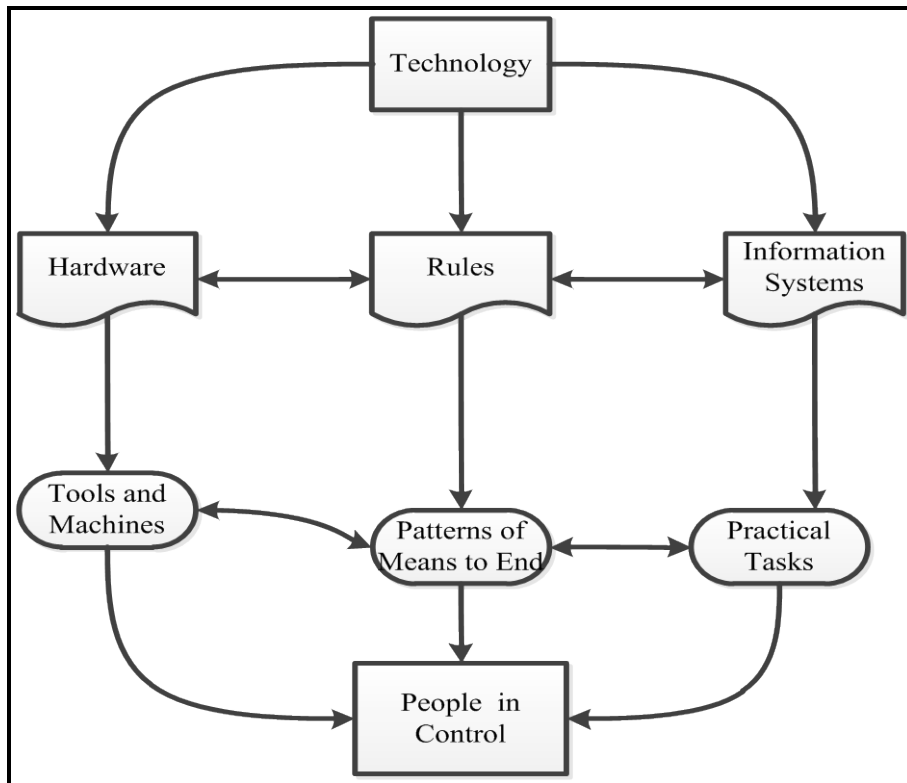 Technology
Hardware
Rules
Information
Systems
Tools and
Machines
Patterns of
Means to End
Practical
Tasks
People in
Control